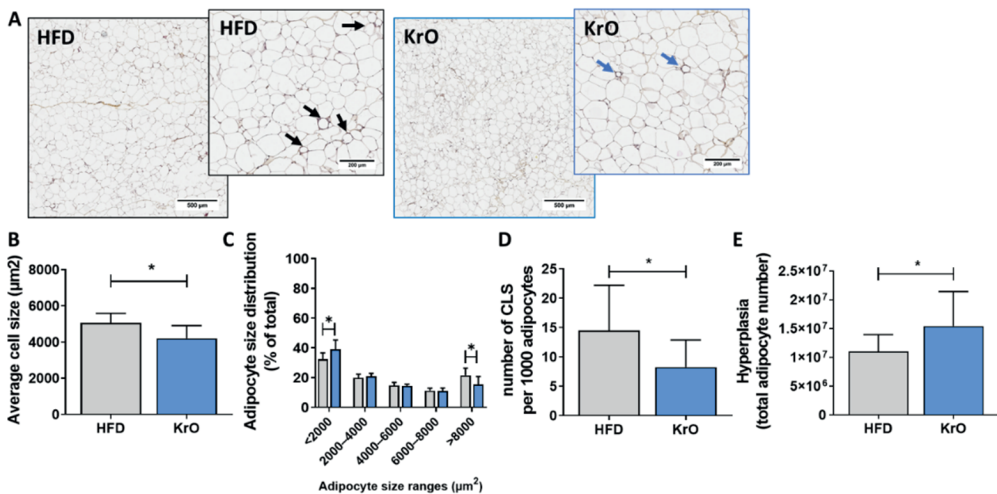 A
HFD
500 µm
HFD
200 µm
KrO
500 µm
KrO
200 µm
B
Average cell size (µm2)
8000
6000
4000
2000
0
*
HFD
KrO
C
Adipocyte size distribution
(% of total)
100
80
60
40
20
0
*
*
<2000
2000–4000
4000–6000
6000–8000
>8000
Adipocyte size ranges (µm²)
D
number of CLS
per 1000 adipocytes
25
20
15
10
5
0
*
HFD
KrO
E
Hyperplasia
(total adipocyte number)
2.5×10⁷
2×10⁷
1.5×10⁷
1×10⁷
5×10⁶
0
*
HFD
KrO